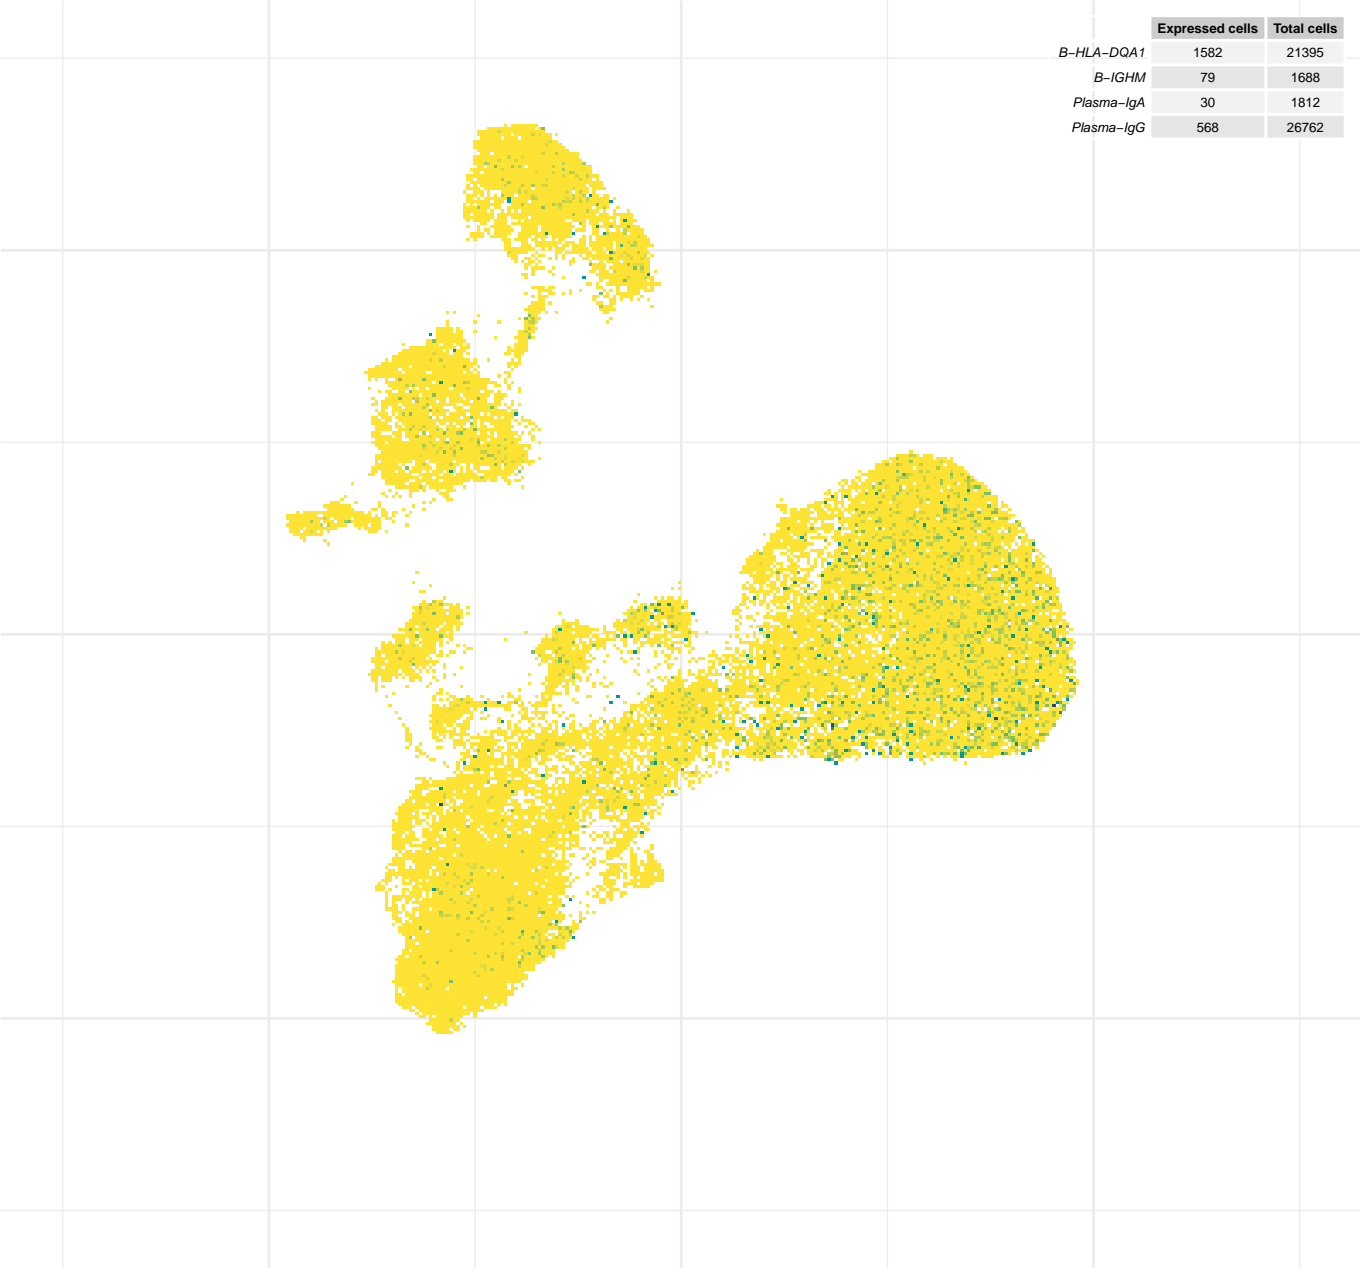 Expressed cells Total cells
B−HLA−DQA1 1582 21395
B−IGHM 79 1688
Plasma−IgA 30 1812
Plasma−IgG 568 26762